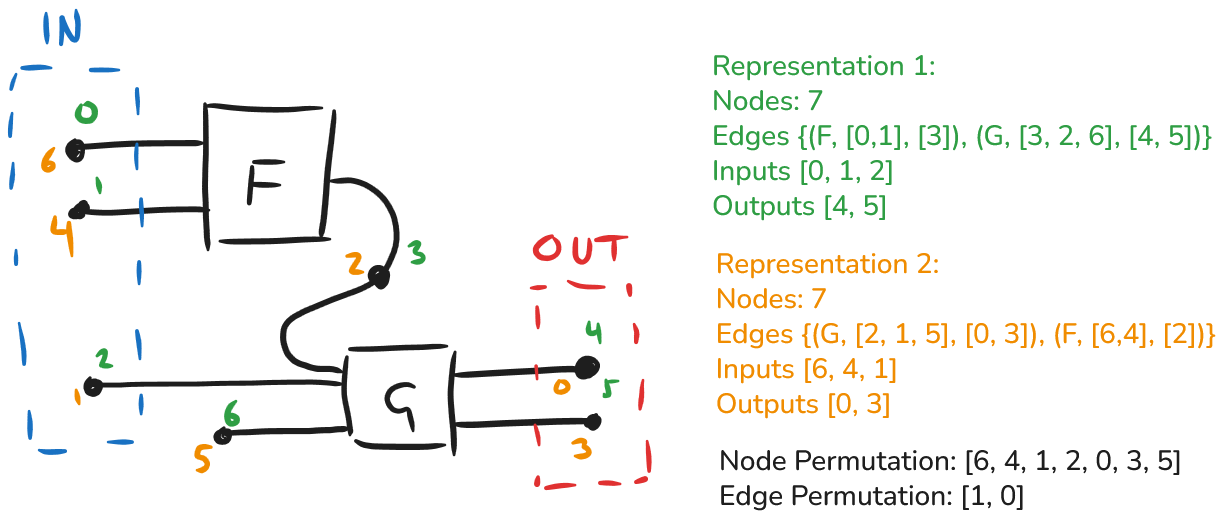 IN
0
6
1
4
F
2
3
OUT
2
1
6
5
G
4
0
5
3
Representation 1:
Nodes: 7
Edges {(F, [0,1], [3]), (G, [3, 2, 6], [4, 5])}
Inputs [0, 1, 2]
Outputs [4, 5]
Representation 2:
Nodes: 7
Edges {(G, [2, 1, 5], [0, 3]), (F, [6,4], [2])}
Inputs [6, 4, 1]
Outputs [0, 3]
Node Permutation: [6, 4, 1, 2, 0, 3, 5]
Edge Permutation: [1, 0]